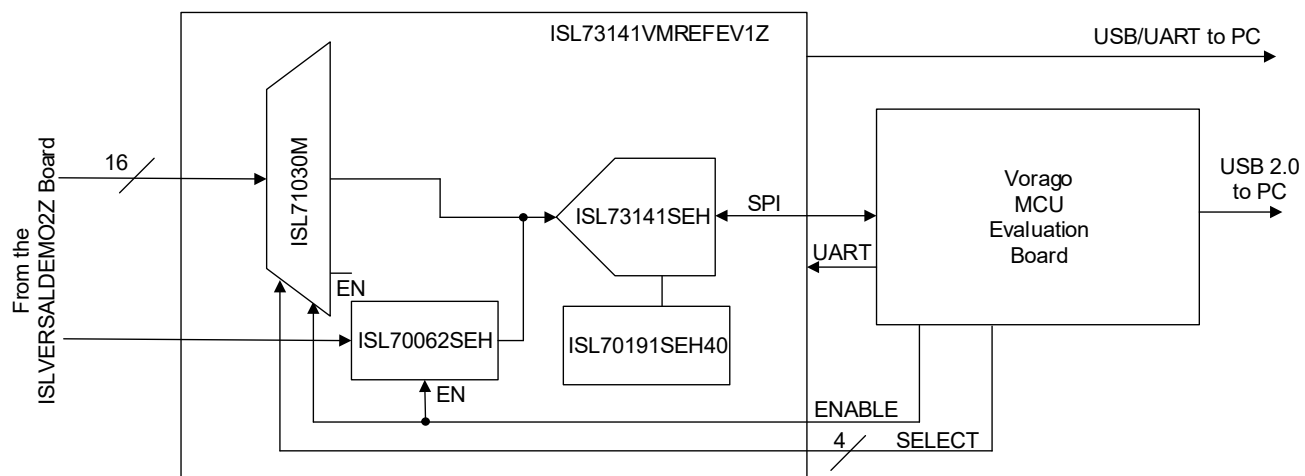 ISL73141VMREFEV1Z
USB/UART to PC
From the
ISLVERSALDEMO2Z Board
16
ISL71030M
EN
ISL73141SEH
SPI
UART
Vorago
MCU
Evaluation
Board
USB 2.0
to PC
ISL70062SEH
EN
ISL70191SEH40
ENABLE
4
SELECT